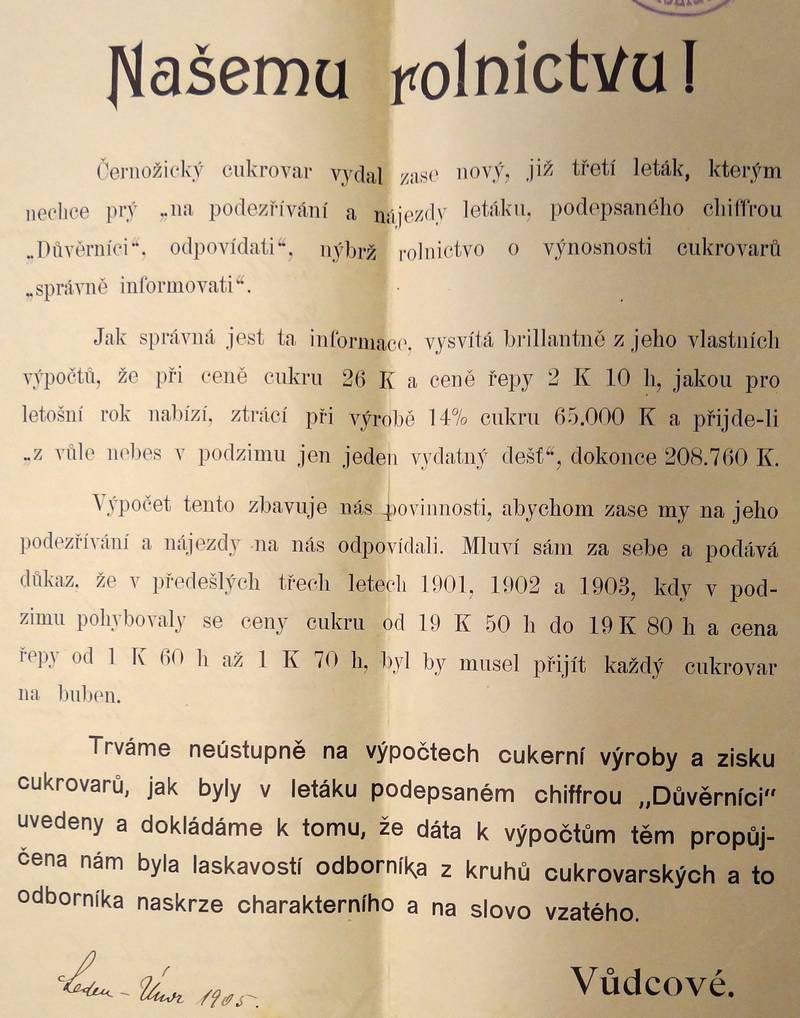 Našemu rolnictvu!
Černožický cukrovar vydal zase nový, již třetí leták, kterým
nechce prý „na podezřívání a nájezdy letáku, podepsaného chiffrou
„Důvěrníci“, odpovídati“, nýbrž rolnictvo o výnosnosti cukrovarů
„správně informovati“.
Jak správná jest ta informace, vysvítá brillantně z jeho vlastních
výpočtů, že při ceně cukru 26 K a ceně řepy 2 K 10 h, jakou pro
letošní rok nabízí, ztrácí při výrobě 14% cukru 65.000 K a přijde-li
„z vůle nebes v podzimu jen jeden vydatný dešť“, dokonce 208.760 K.
Výpočet tento zbavuje nás povinnosti, abychom zase my na jeho
podezřívání a nájezdy na nás odpovídali. Mluví sám za sebe a podává
důkaz, že v předešlých třech letech 1901, 1902 a 1903, kdy v pod-
zimu pohybovaly se ceny cukru od 19 K 50 h do 19 K 80 h a cena
řepy od 1 K 60 h až 1 K 70 h, byl by musel přijít každý cukrovar
na buben.
Trváme neústupně na výpočtech cukerní výroby a zisku
cukrovarů, jak byly v letáku podepsaném chiffrou „Důvěrníci“
uvedeny a dokládáme k tomu, že dáta k výpočtům těm propůj-
čena nám byla laskavostí odborníka z kruhů cukrovarských a to
odborníka naskrze charakterního a na slovo vzatého.
Leden - Únor 1905.
Vůdcové.